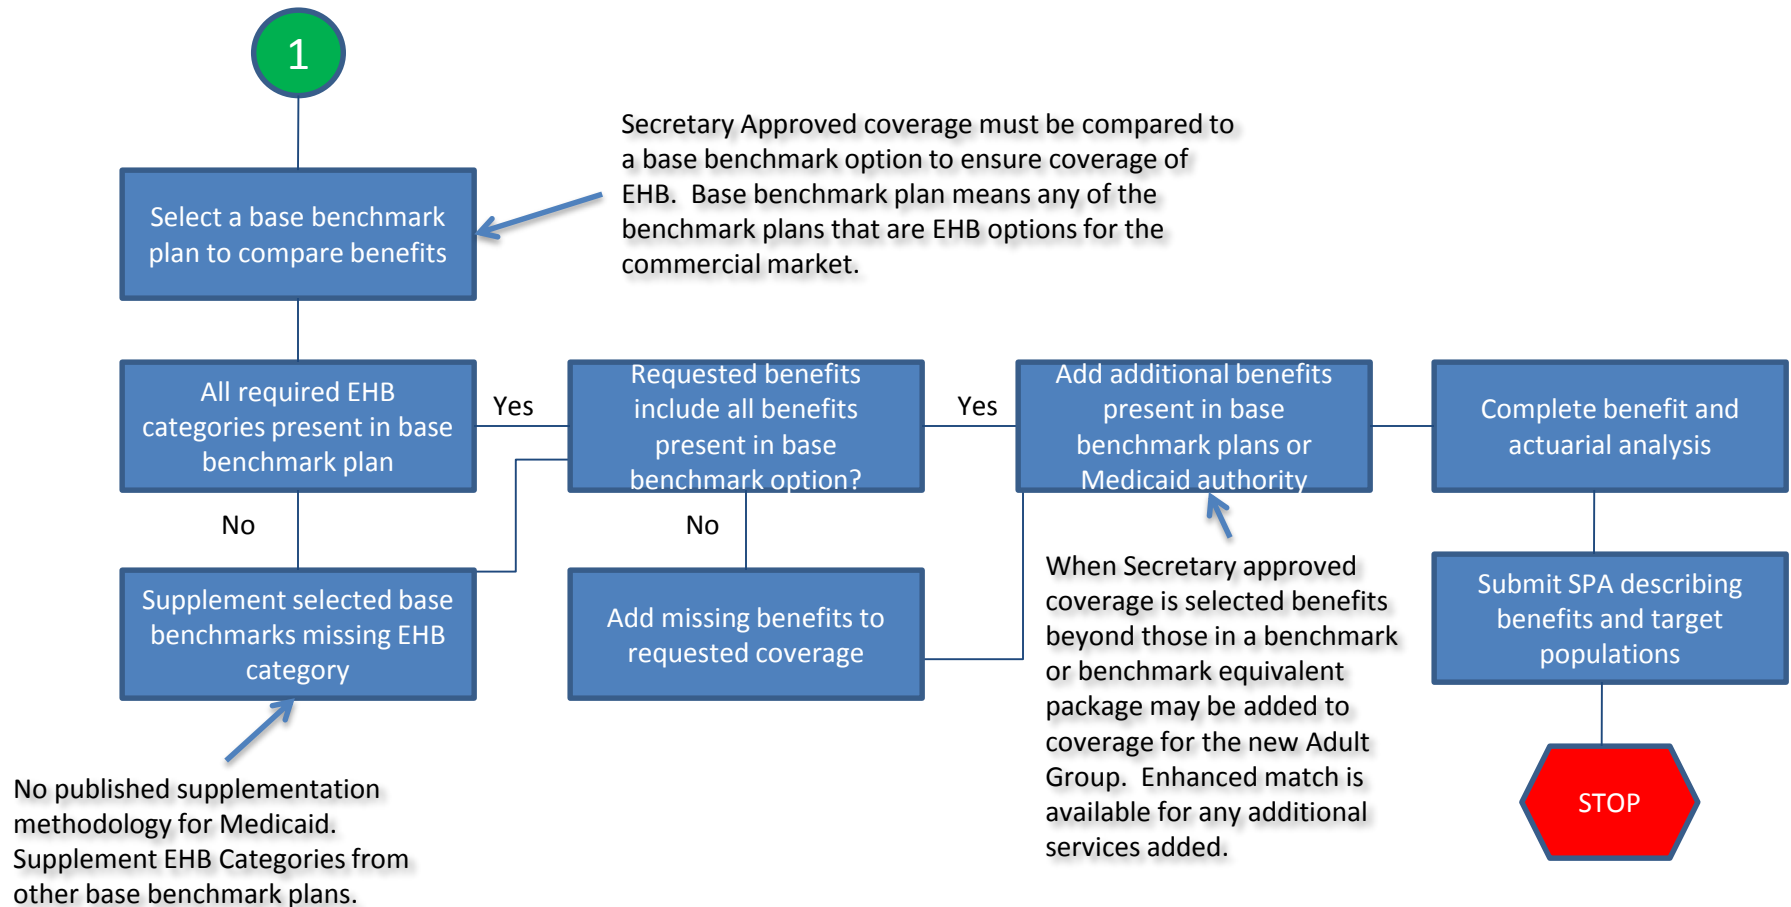 1
Secretary Approved coverage must be compared to
a base benchmark option to ensure coverage of
EHB.  Base benchmark plan means any of the
benchmark plans that are EHB options for the
commercial market.
Select a base benchmark
plan to compare benefits
All required EHB
categories present in base
benchmark plan
Yes
Requested benefits
include all benefits
present in base
benchmark option?
Yes
Add additional benefits
present in base
benchmark plans or
Medicaid authority
Complete benefit and
actuarial analysis
No
No
Supplement selected base
benchmarks missing EHB
category
Add missing benefits to
requested coverage
When Secretary approved
coverage is selected benefits
beyond those in a benchmark
or benchmark equivalent
package may be added to
coverage for the new Adult
Group.  Enhanced match is
available for any additional
services added.
Submit SPA describing
benefits and target
populations
STOP
No published supplementation
methodology for Medicaid.
Supplement EHB Categories from
other base benchmark plans.